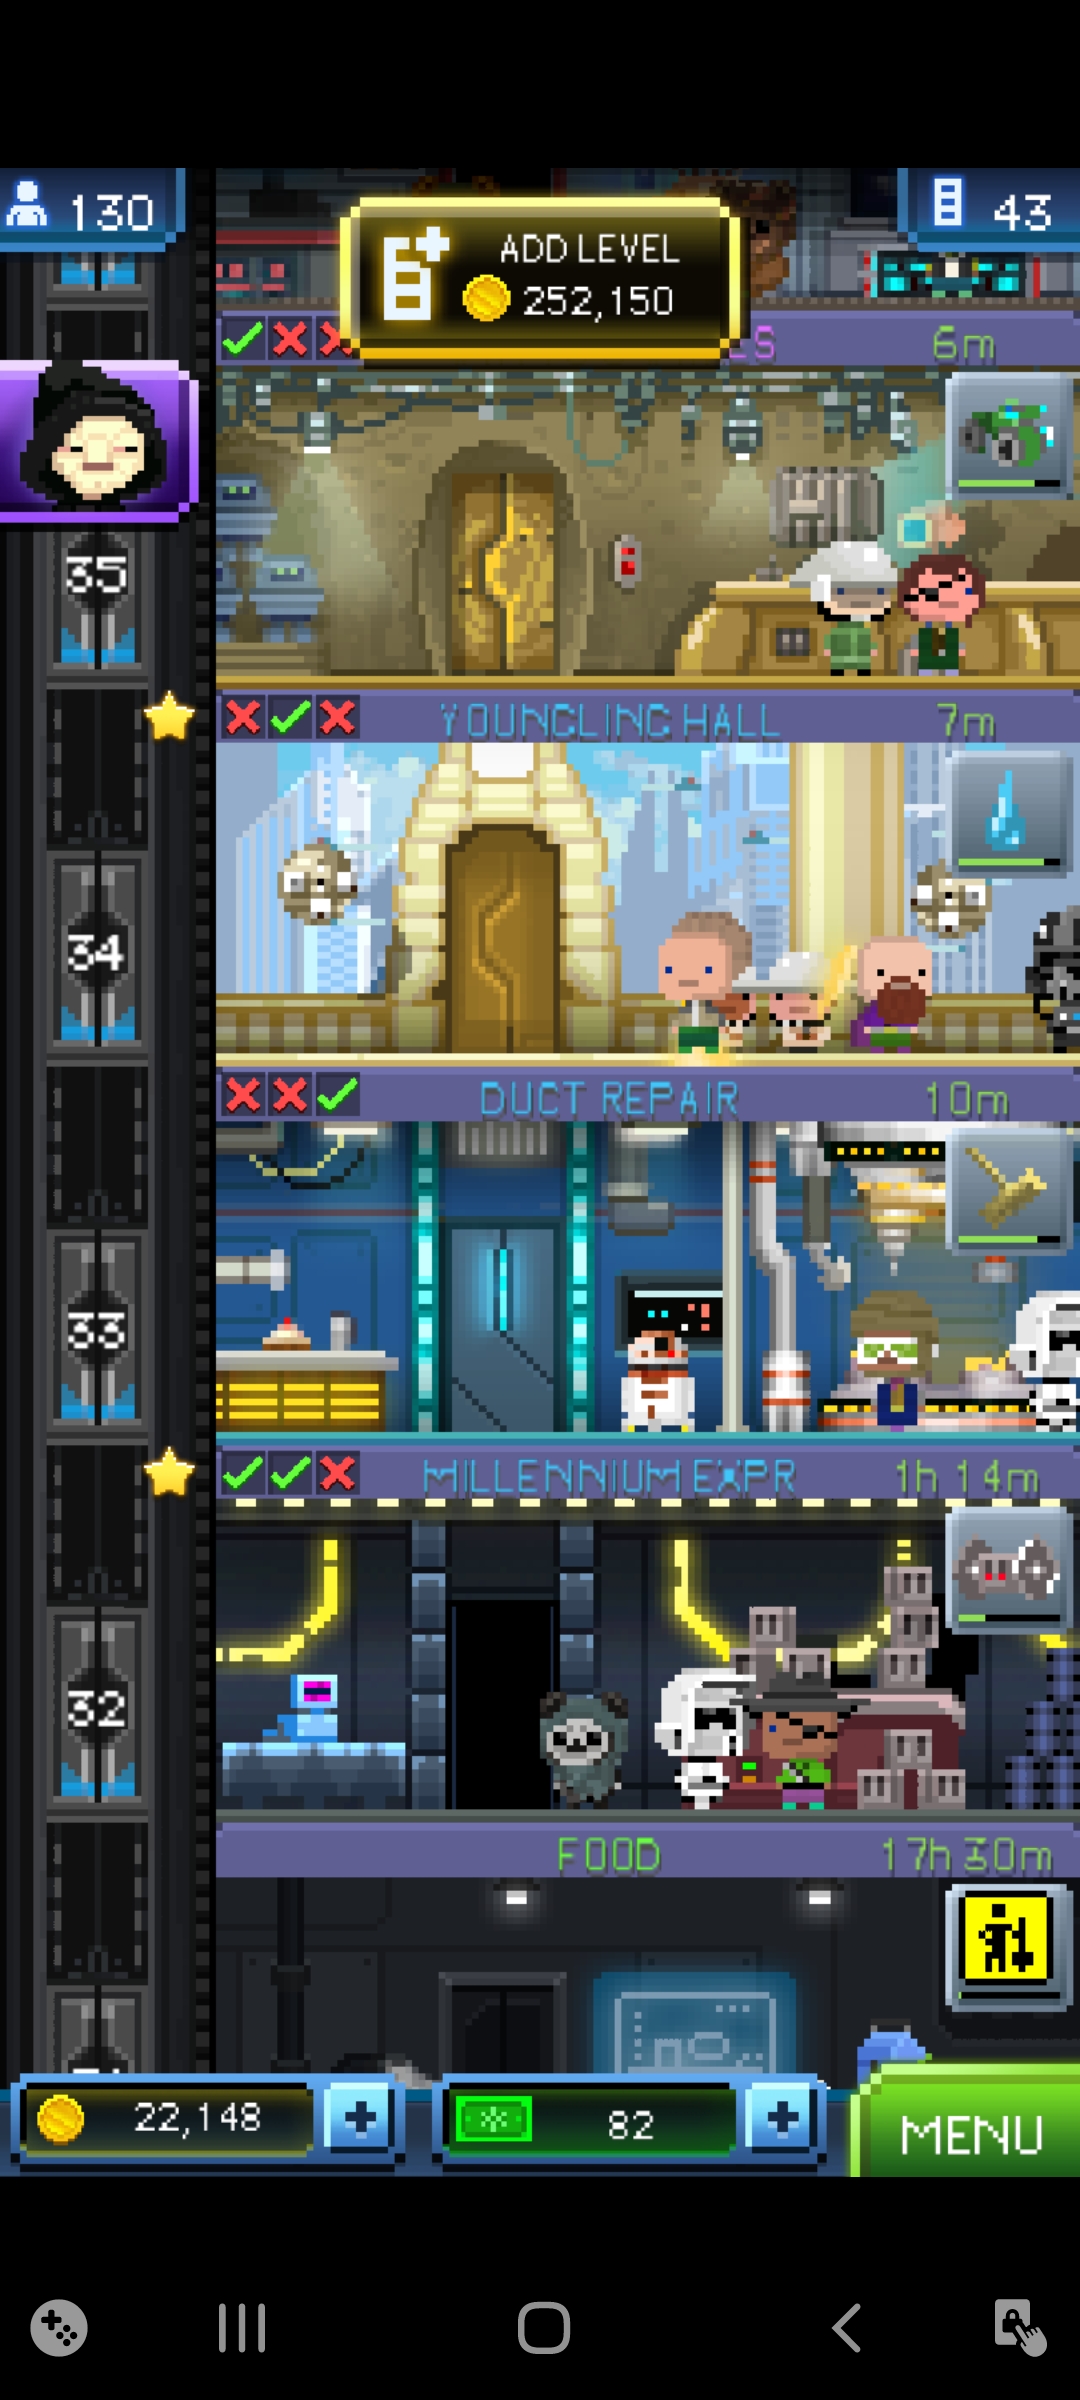 130
43
ADD LEVEL
252,150
6m
35
YOUNGLING HALL 7m
34
DUCT REPAIR 10m
33
MILLENNIUM EXPR 1h 14m
32
FOOD 17h 30m
22,148
82
MENU